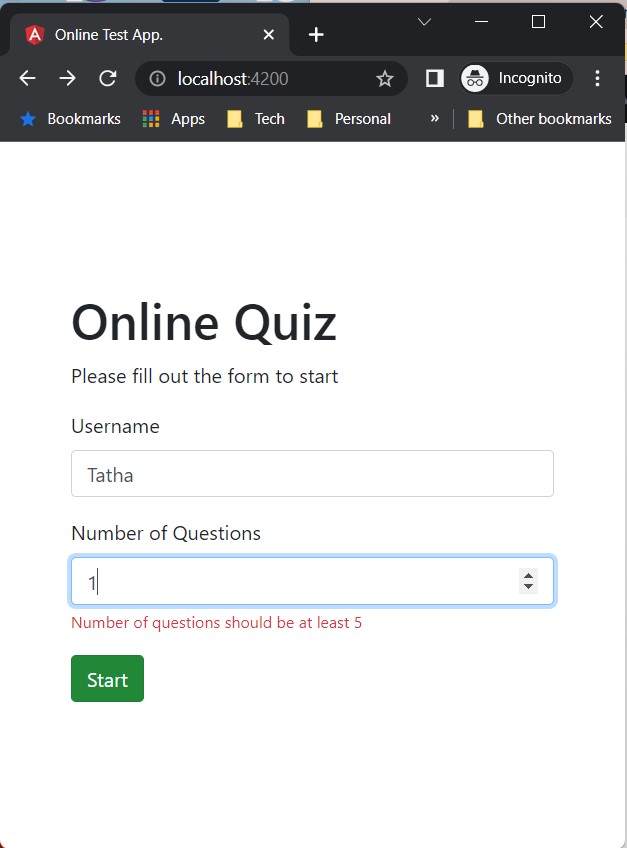 Online Test App.
localhost:4200
Incognito
Bookmarks Apps Tech Personal » Other bookmarks
Online Quiz
Please fill out the form to start
Username
Tatha
Number of Questions
1
Number of questions should be at least 5
Start